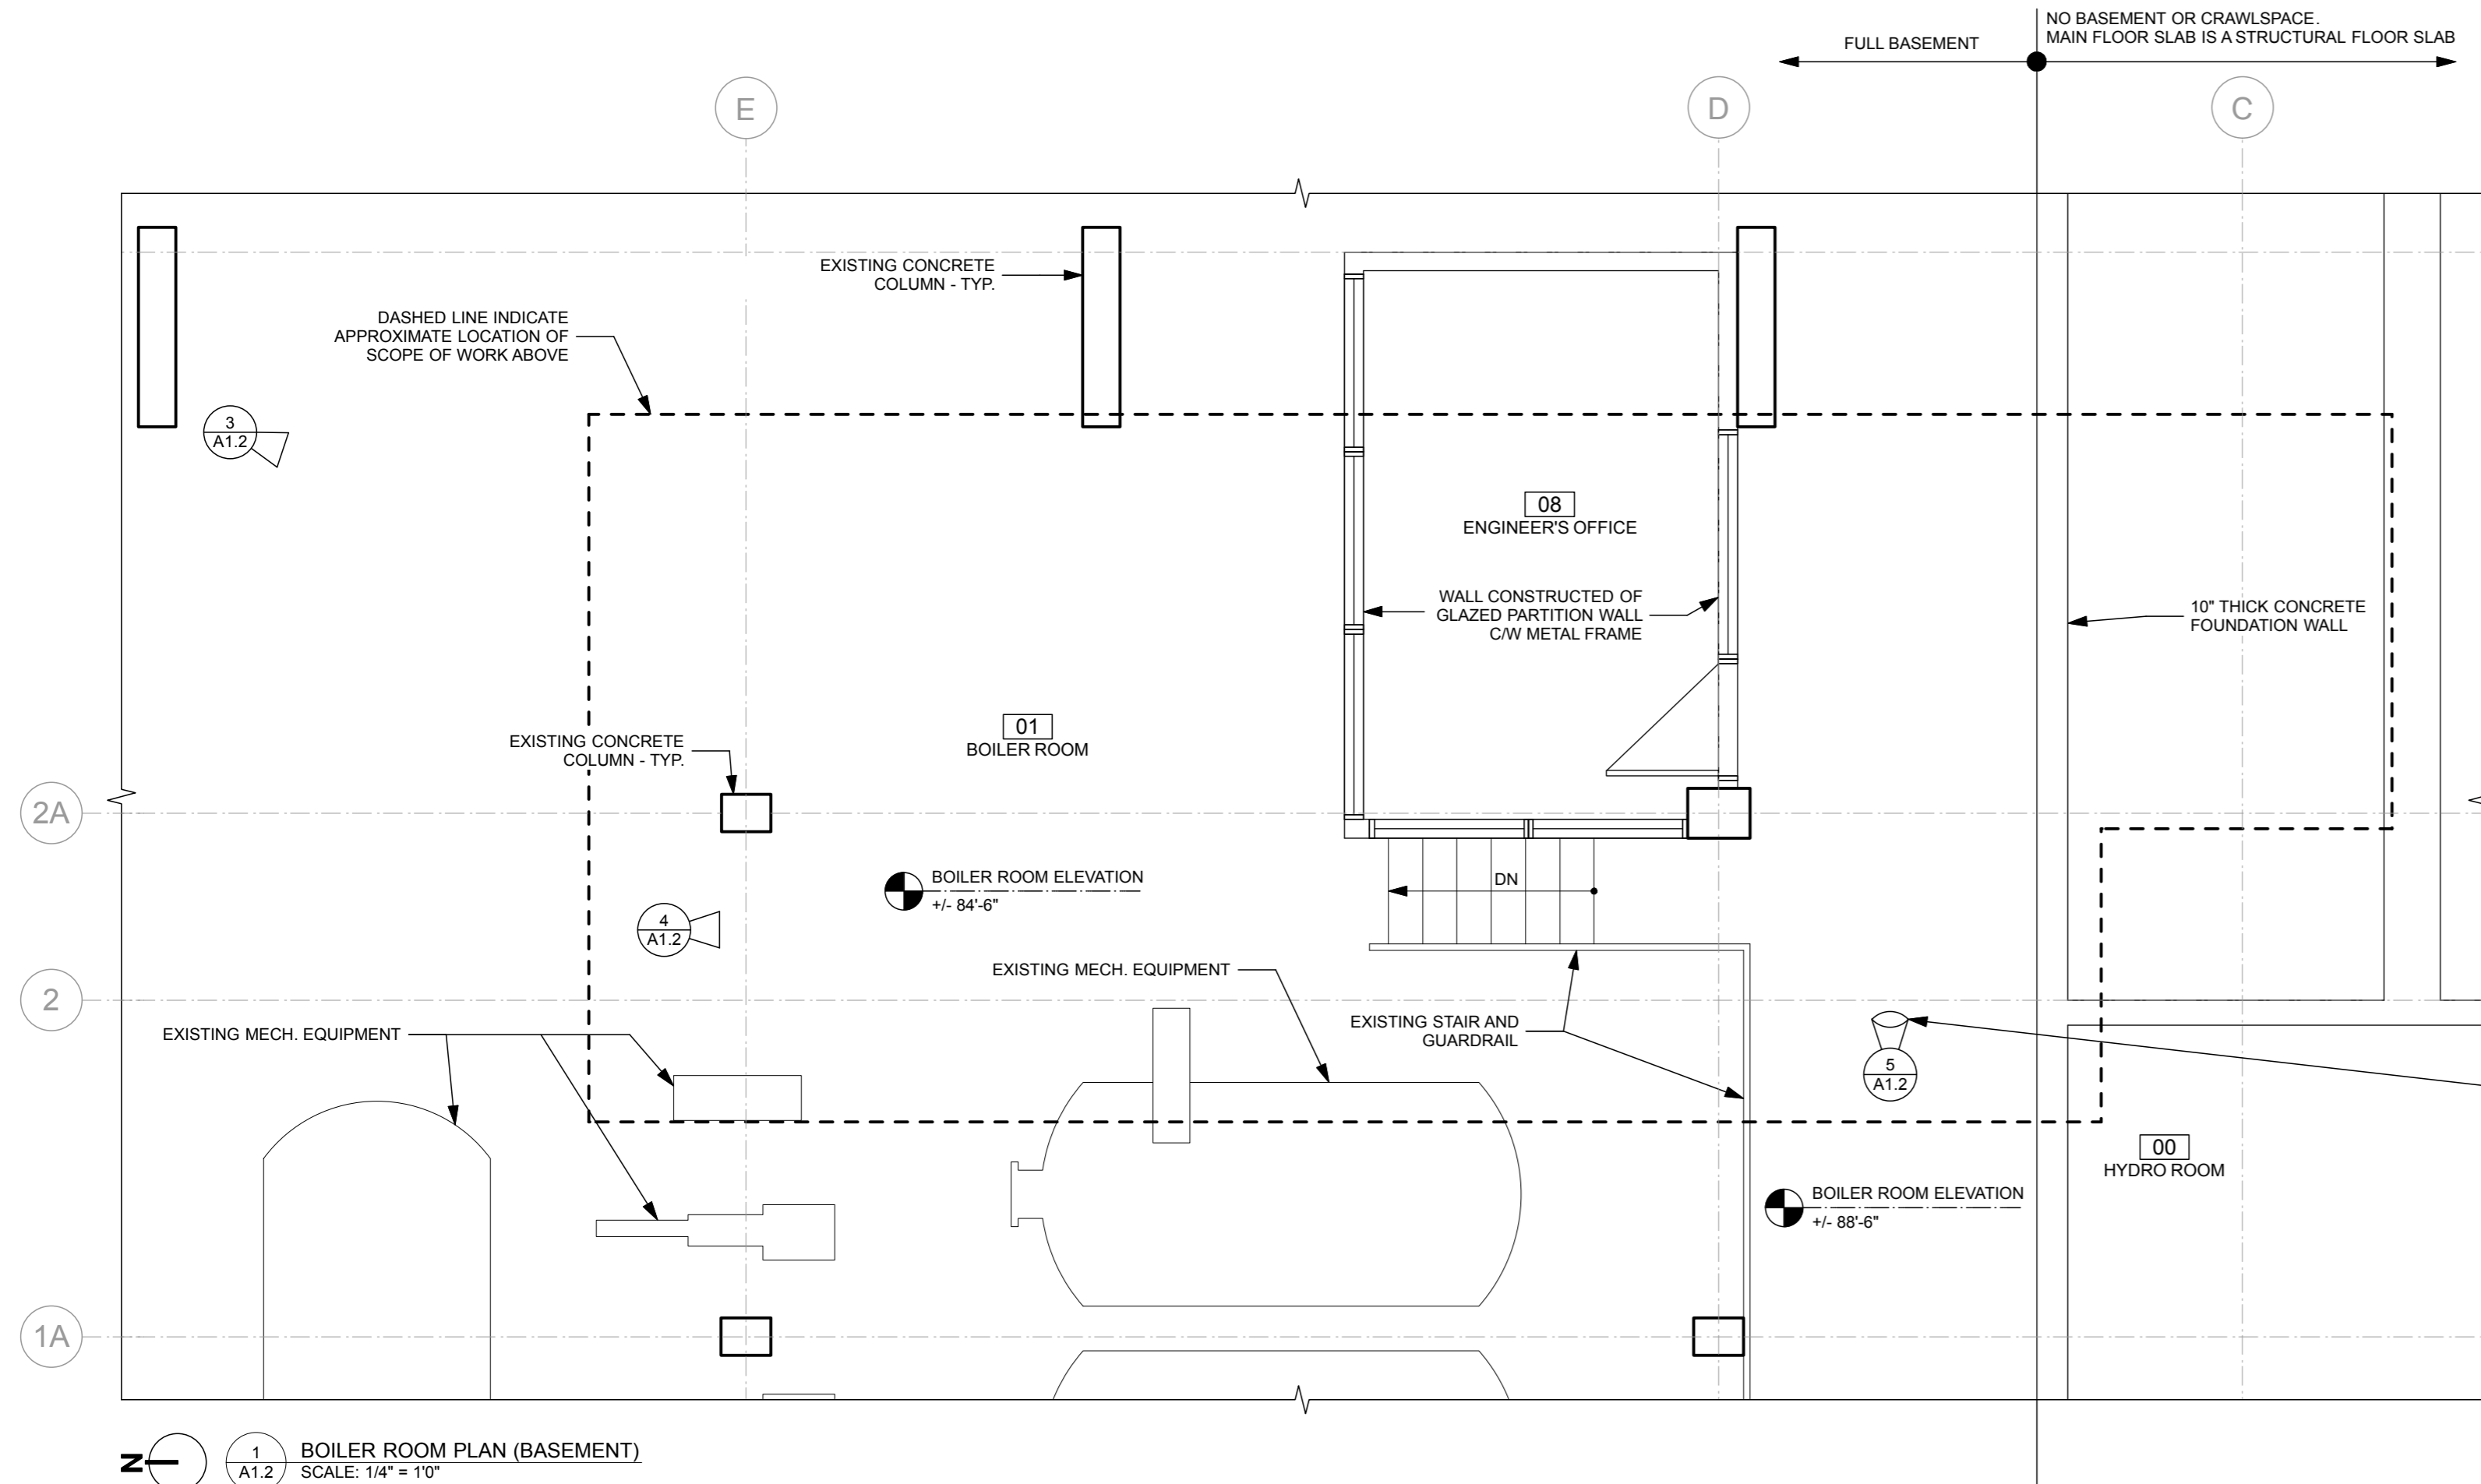 NO BASEMENT OR CRAWLSPACE.
MAIN FLOOR SLAB IS A STRUCTURAL FLOOR SLAB
FULL BASEMENT
E
D
C
EXISTING CONCRETE
COLUMN - TYP.
DASHED LINE INDICATE
APPROXIMATE LOCATION OF
SCOPE OF WORK ABOVE
3
A1.2
08
ENGINEER'S OFFICE
WALL CONSTRUCTED OF
GLAZED PARTITION WALL
C/W METAL FRAME
10" THICK CONCRETE
FOUNDATION WALL
01
BOILER ROOM
EXISTING CONCRETE
COLUMN - TYP.
2A
BOILER ROOM ELEVATION
+/- 84'-6"
DN
4
A1.2
EXISTING MECH. EQUIPMENT
2
EXISTING MECH. EQUIPMENT
EXISTING STAIR AND
GUARDRAIL
5
A1.2
00
HYDRO ROOM
BOILER ROOM ELEVATION
+/- 88'-6"
1A
N
1
A1.2
BOILER ROOM PLAN (BASEMENT)
SCALE: 1/4" = 1'0"